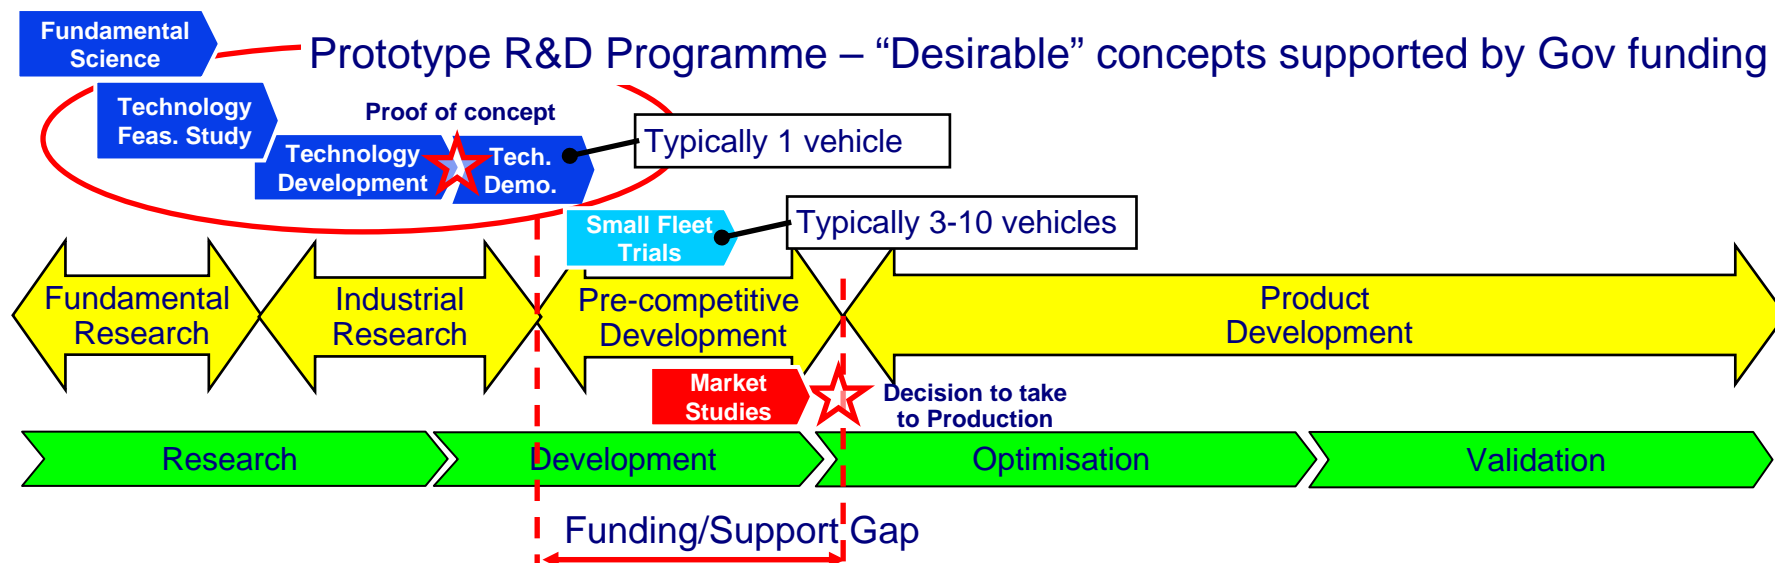 Fundamental
Science
Prototype R&D Programme – “Desirable” concepts supported by Gov funding
Technology
Feas. Study
Proof of concept
Technology
Development
Tech.
Demo.
Typically 1 vehicle
Small Fleet
Trials
Typically 3-10 vehicles
Fundamental
Research
Industrial
Research
Pre-competitive
Development
Product
Development
Market
Studies
Decision to take
to Production
Research
Development
Optimisation
Validation
Funding/Support Gap